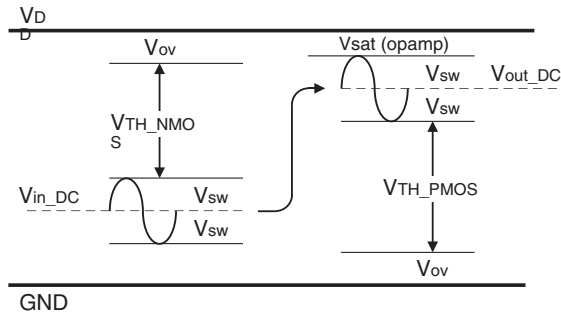 VD
D
Vov
VTH_NMO
S
Vin_DC
Vsw
Vsw
Vsat (opamp)
Vsw
Vout_DC
Vsw
VTH_PMOS
Vov
GND